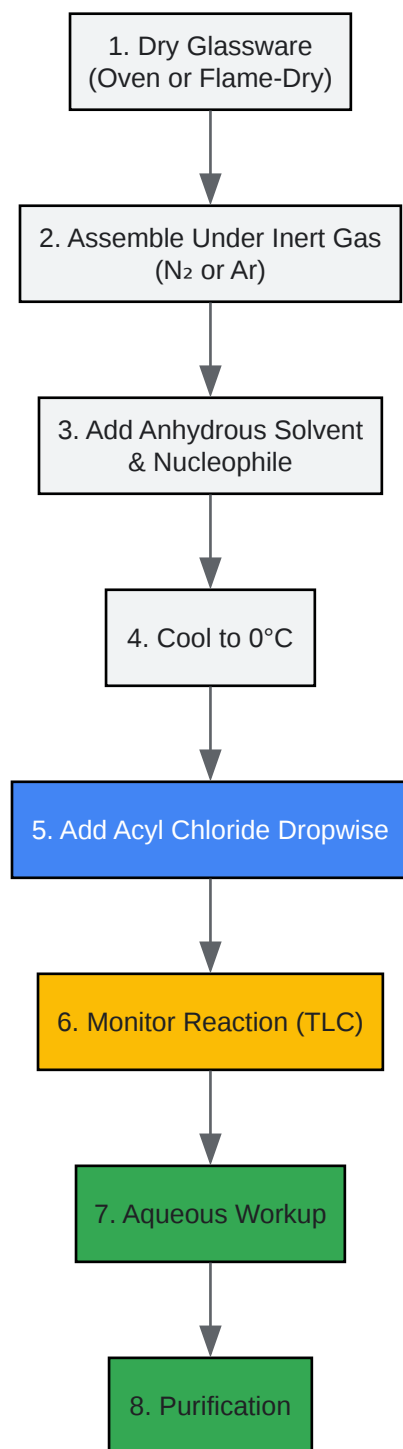 1. Dry Glassware
(Oven or Flame-Dry)
2. Assemble Under Inert Gas
(N₂ or Ar)
3. Add Anhydrous Solvent
& Nucleophile
4. Cool to 0°C
5. Add Acyl Chloride Dropwise
6. Monitor Reaction (TLC)
7. Aqueous Workup
8. Purification